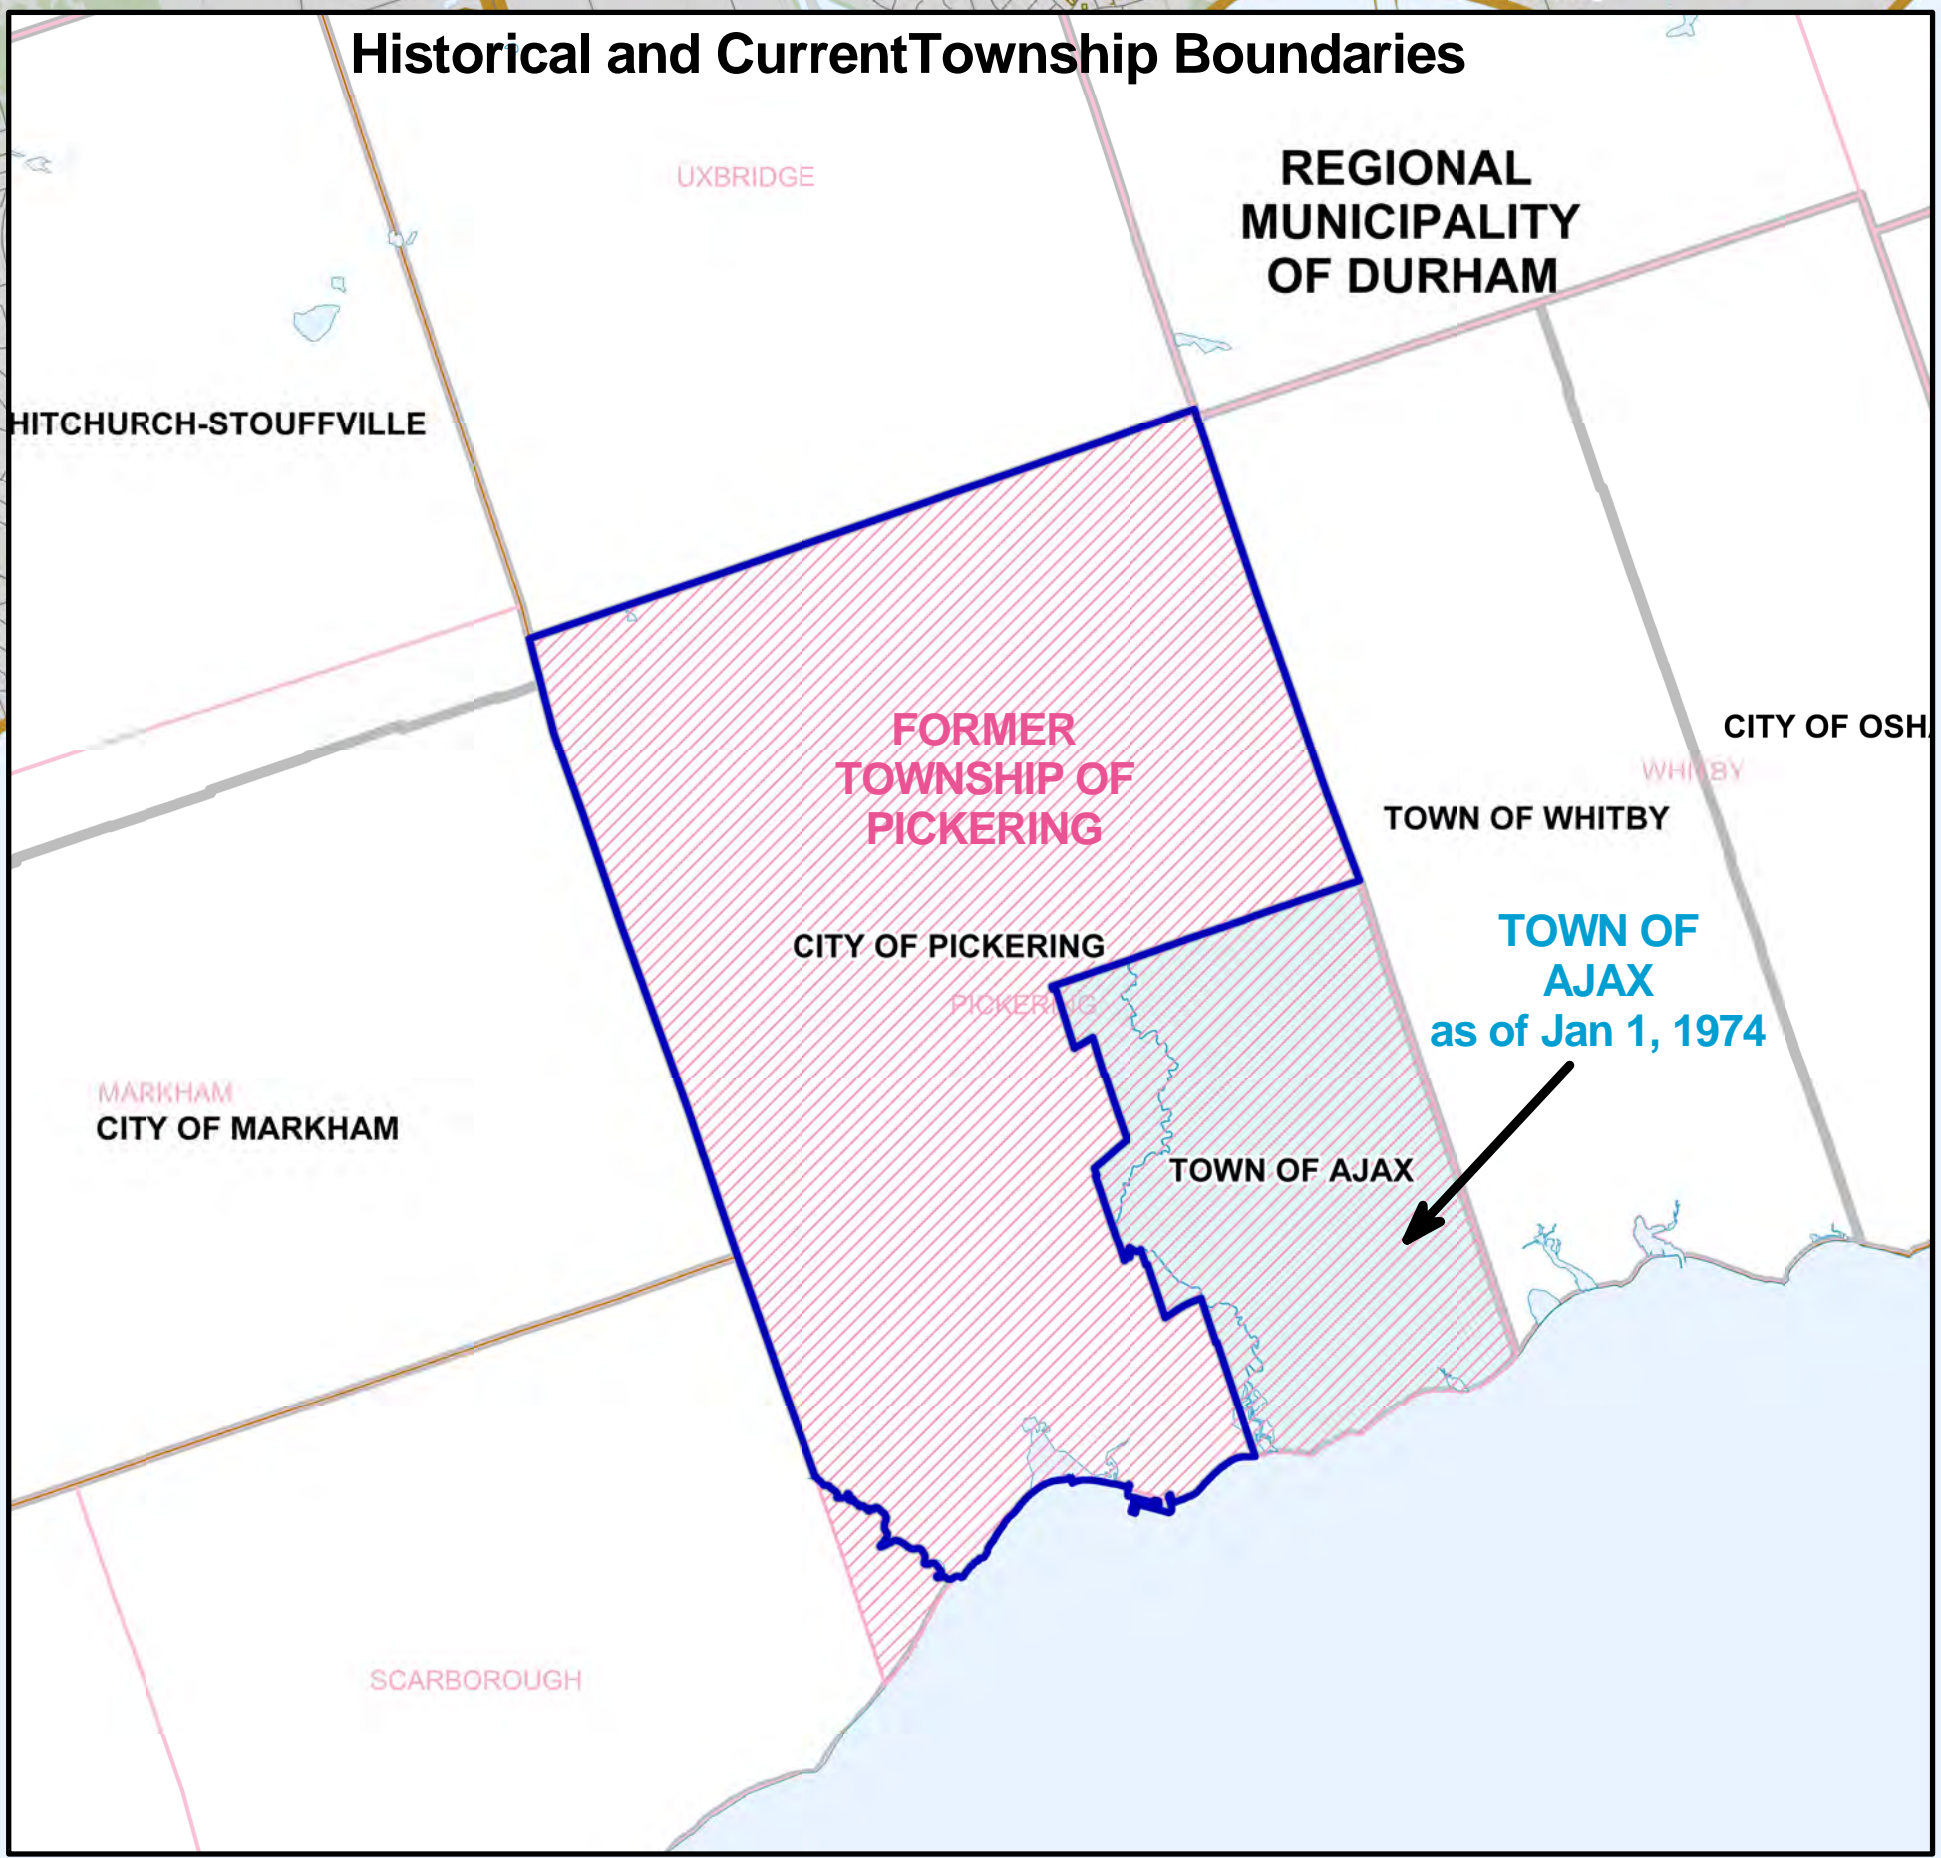 Historical and CurrentTownship Boundaries
UXBRIDGE
REGIONAL
MUNICIPALITY
OF DURHAM
HITCHURCH-STOUFFVILLE
FORMER
TOWNSHIP OF
PICKERING
CITY OF OSH
WHITBY
TOWN OF WHITBY
CITY OF PICKERING
PICKERING
TOWN OF
AJAX
as of Jan 1, 1974
MARKHAM
CITY OF MARKHAM
TOWN OF AJAX
SCARBOROUGH